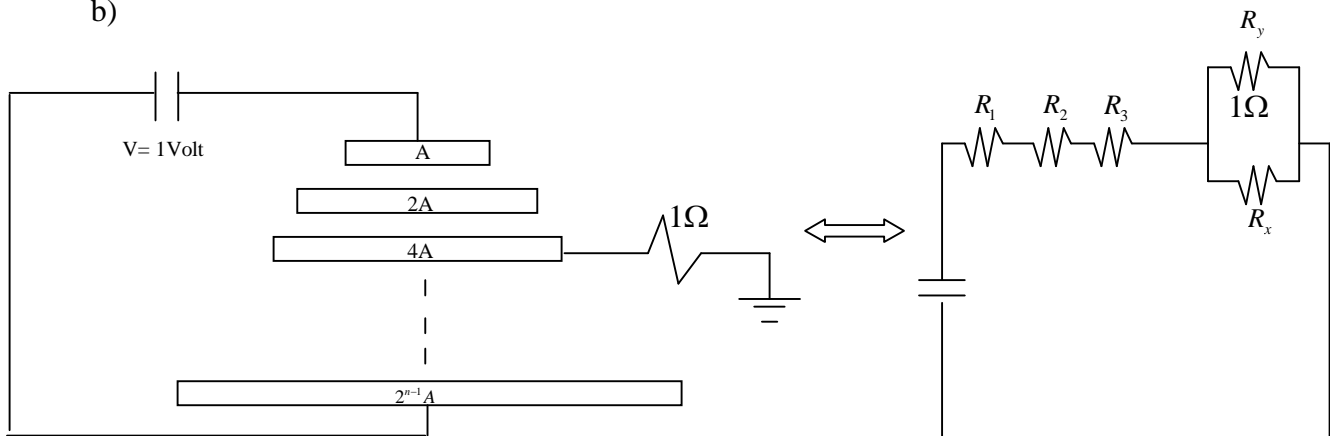 b)
V= 1Volt
A
2A
4A
1Ω
2^{n-1} A
R_1
R_2
R_3
R_y
1Ω
R_x